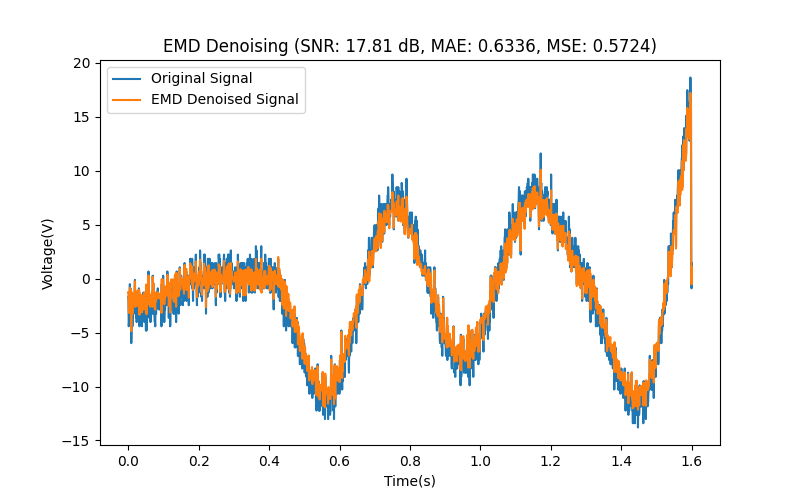 EMD Denoising (SNR: 17.81 dB, MAE: 0.6336, MSE: 0.5724)
Original Signal
EMD Denoised Signal
20
15
10
5
0
−5
−10
−15
Voltage(V)
0.0 0.2 0.4 0.6 0.8 1.0 1.2 1.4 1.6
Time(s)